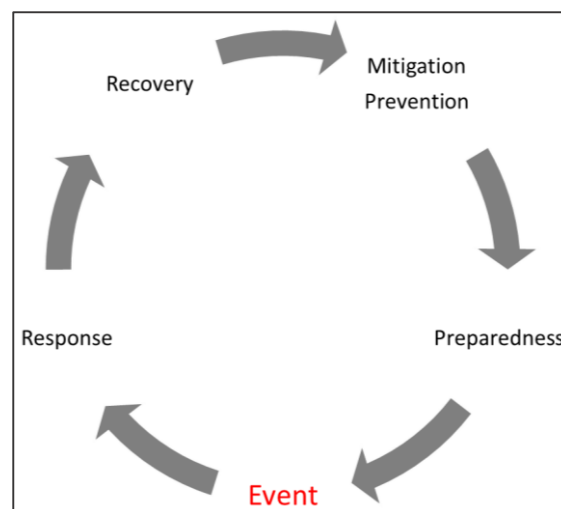 Recovery
Mitigation
Prevention
Response
Preparedness
Event